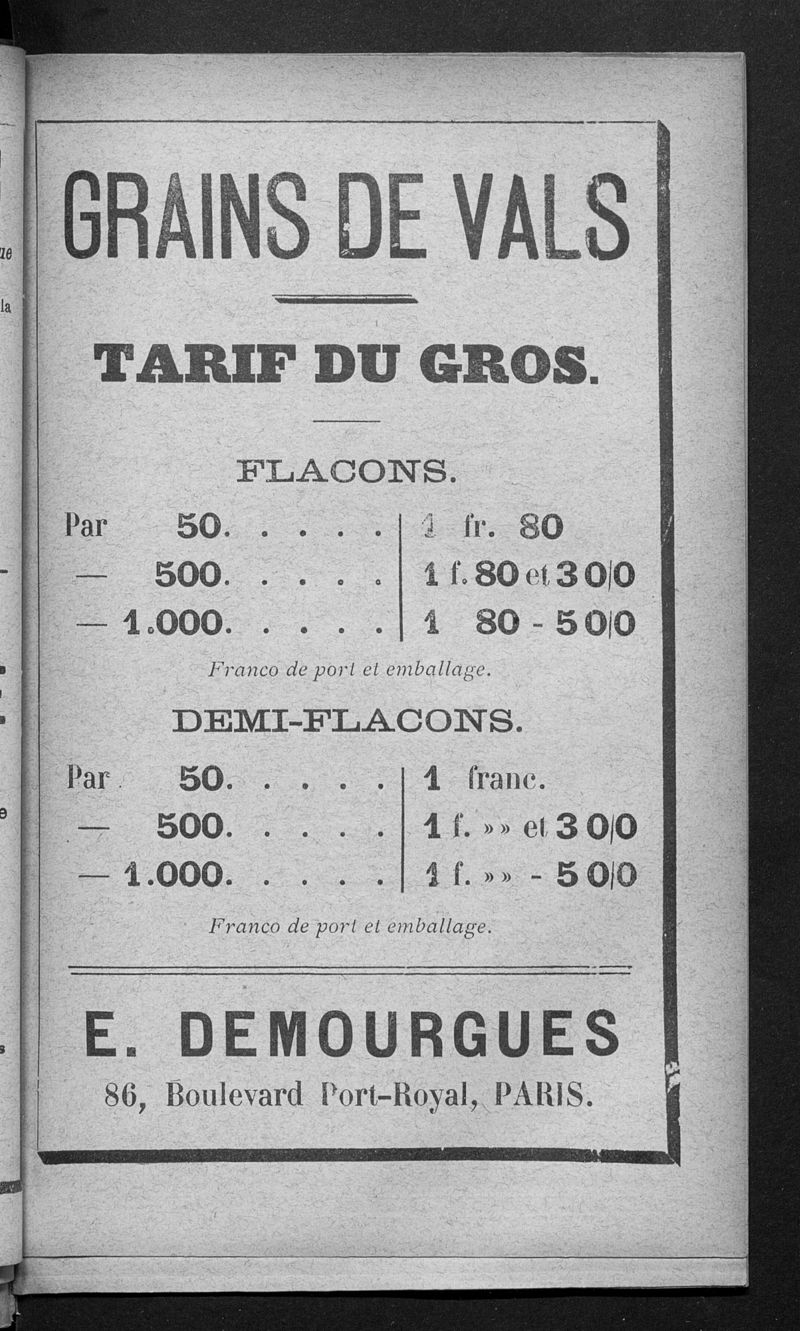 GRAINS DE VALS
TARIF DU GROS.
FLACONS.
Par 50. . . . . . 1 fr. 80
— 500. . . . . . 1 f. 80 et 3 0|0
— 1.000. . . . . . 1 80 - 5 0|0
Franco de port et emballage.
DEMI-FLACONS.
Par 50. . . . . . 1 franc.
— 500. . . . . . 1 f. »» et 3 0|0
— 1.000. . . . . . 1 f. »» - 5 0|0
Franco de port et emballage.
E. DEMOURGUES
86, Boulevard Port-Royal, PARIS.